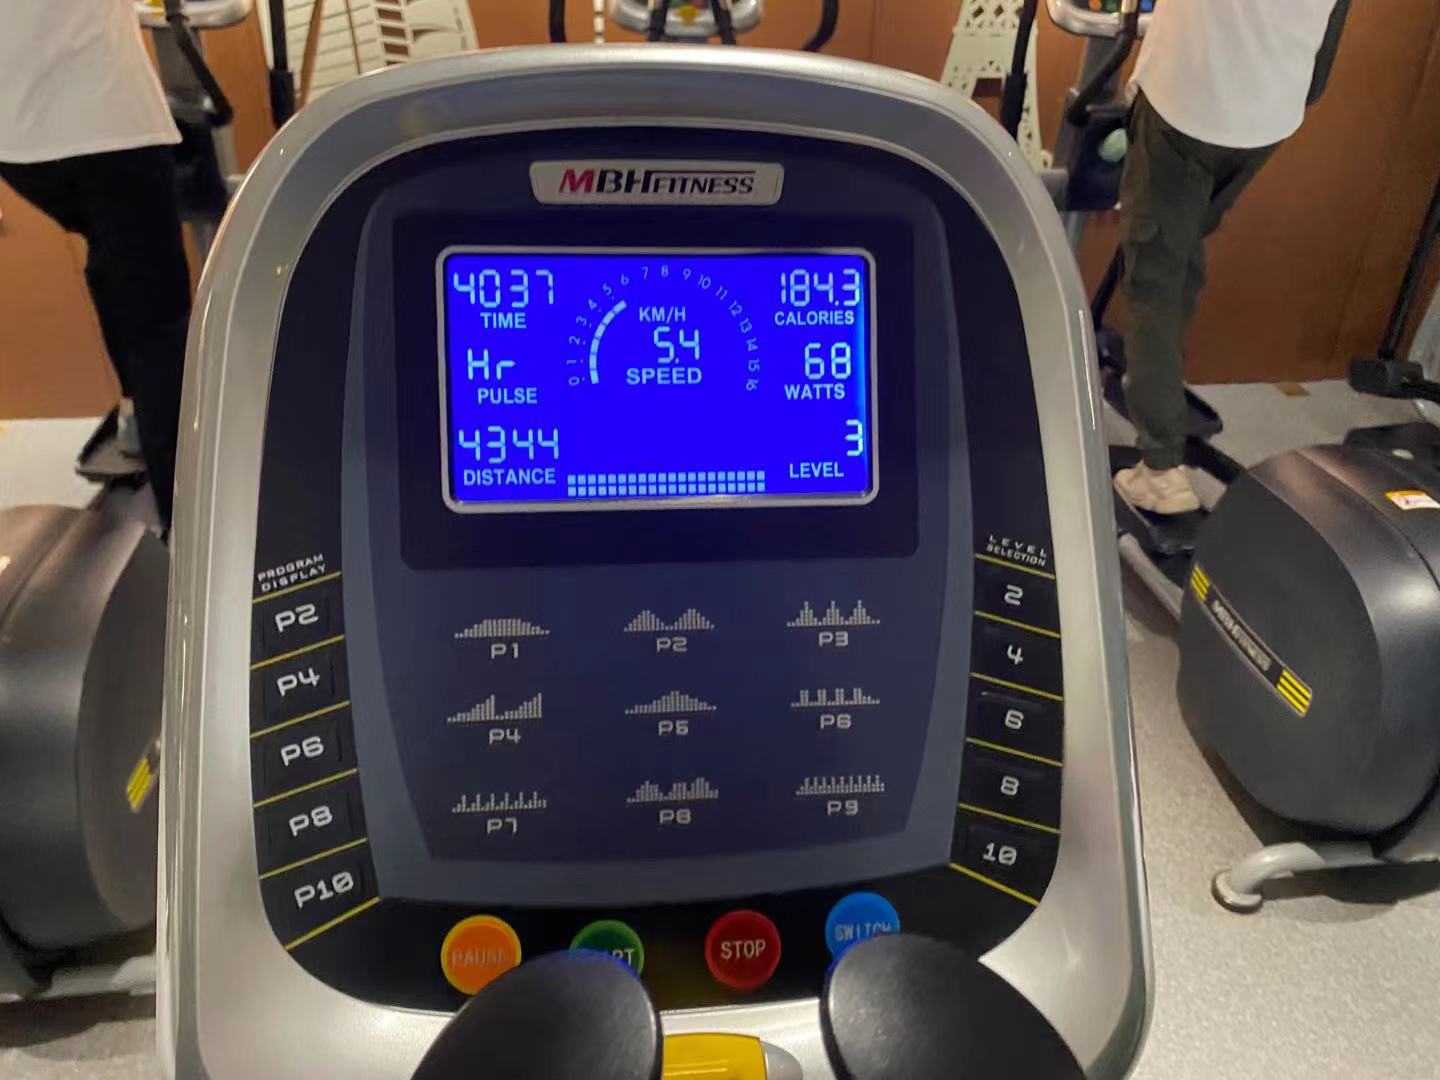 MBHFITNESS
4037
TIME
Hr
PULSE
4344
DISTANCE
0 1 2 3 4 5 6 7 8 9 10 11 12 13 14 15 16
KM/H
5.4
SPEED
184.3
CALORIES
68
WATTS
3
LEVEL
PROGRAM
DISPLAY
P2
P4
P6
P8
P10
P1
P2
P3
P4
P5
P6
P7
P8
P9
LEVEL
SELECTION
2
4
6
8
10
PAUSE
STOP
SWITCH